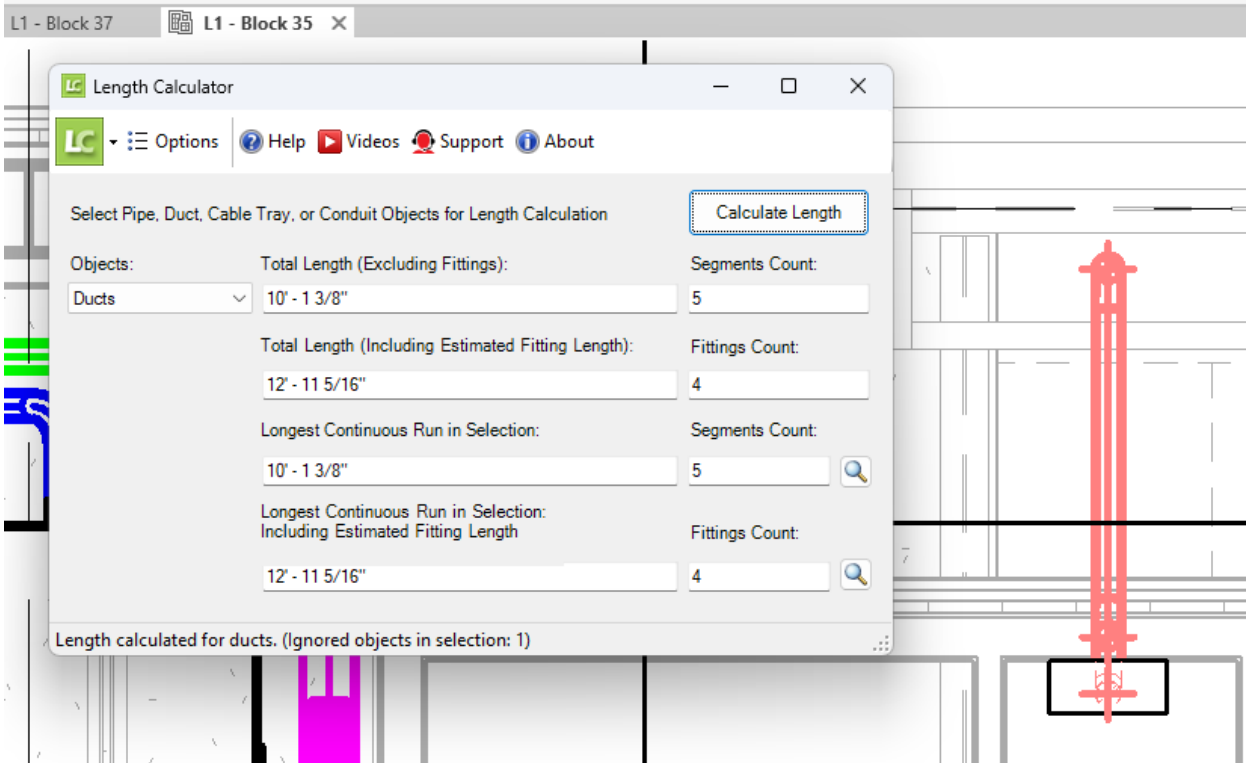 L1 - Block 37
L1 - Block 35
LC Length Calculator
LC Options Help Videos Support About
Select Pipe, Duct, Cable Tray, or Conduit Objects for Length Calculation
Calculate Length
Objects: Total Length (Excluding Fittings): Segments Count:
Ducts 10' - 1 3/8" 5
Total Length (Including Estimated Fitting Length): Fittings Count:
12' - 11 5/16" 4
Longest Continuous Run in Selection: Segments Count:
10' - 1 3/8" 5
Longest Continuous Run in Selection:
Including Estimated Fitting Length Fittings Count:
12' - 11 5/16" 4
Length calculated for ducts. (Ignored objects in selection: 1)